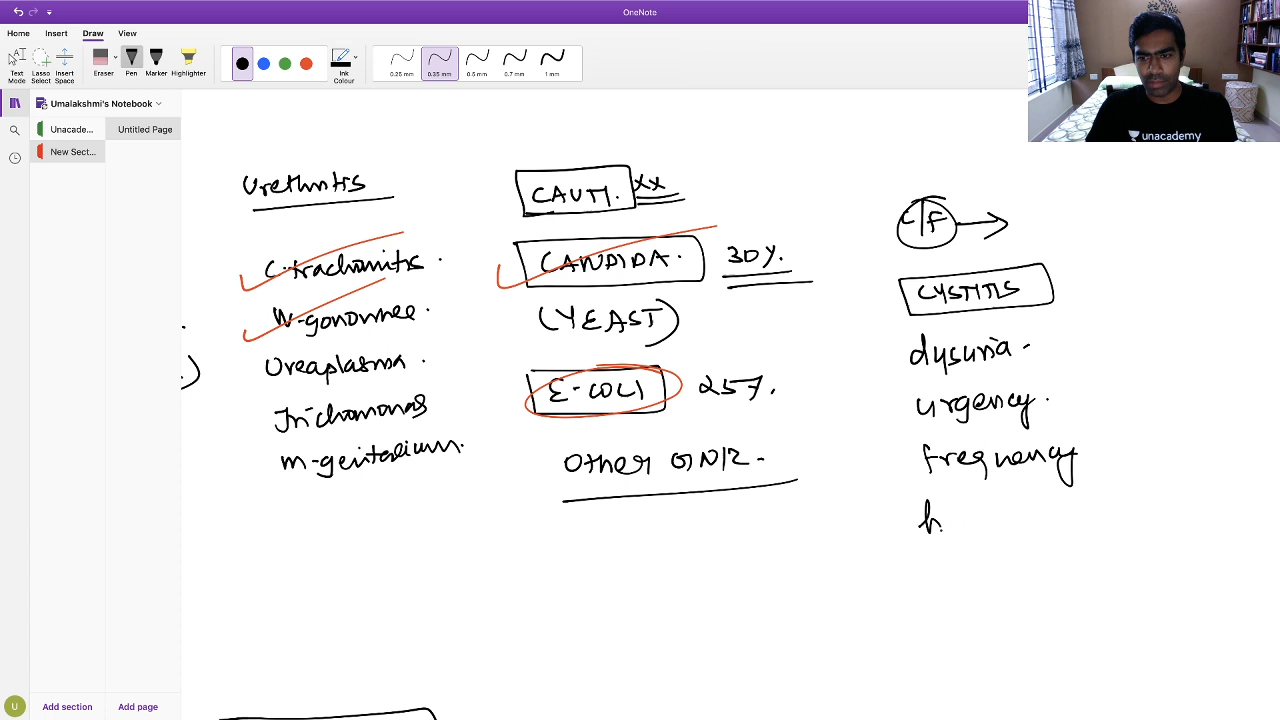 OneNote
Home Insert Draw View
Text Mode
Lasso Select
Insert Space
Eraser
Pen
Marker
Highlighter
Ink Colour
0.25 mm
0.35 mm
0.5 mm
0.7 mm
1 mm
Umalakshmi's Notebook
Unacade...
Untitled Page
New Sect...
unacademy
Urethritis
C-trachomitis.
N-gonorrhee.
Ureaplasma.
Trichomonas
m-genitalium.
CAUTI. xx
CANDIDA. 30%.
(YEAST)
E-COLI 25%.
Other GNR.
C/F →
CYSTITIS
dysuria -
urgency.
frequency
h
U
Add section
Add page